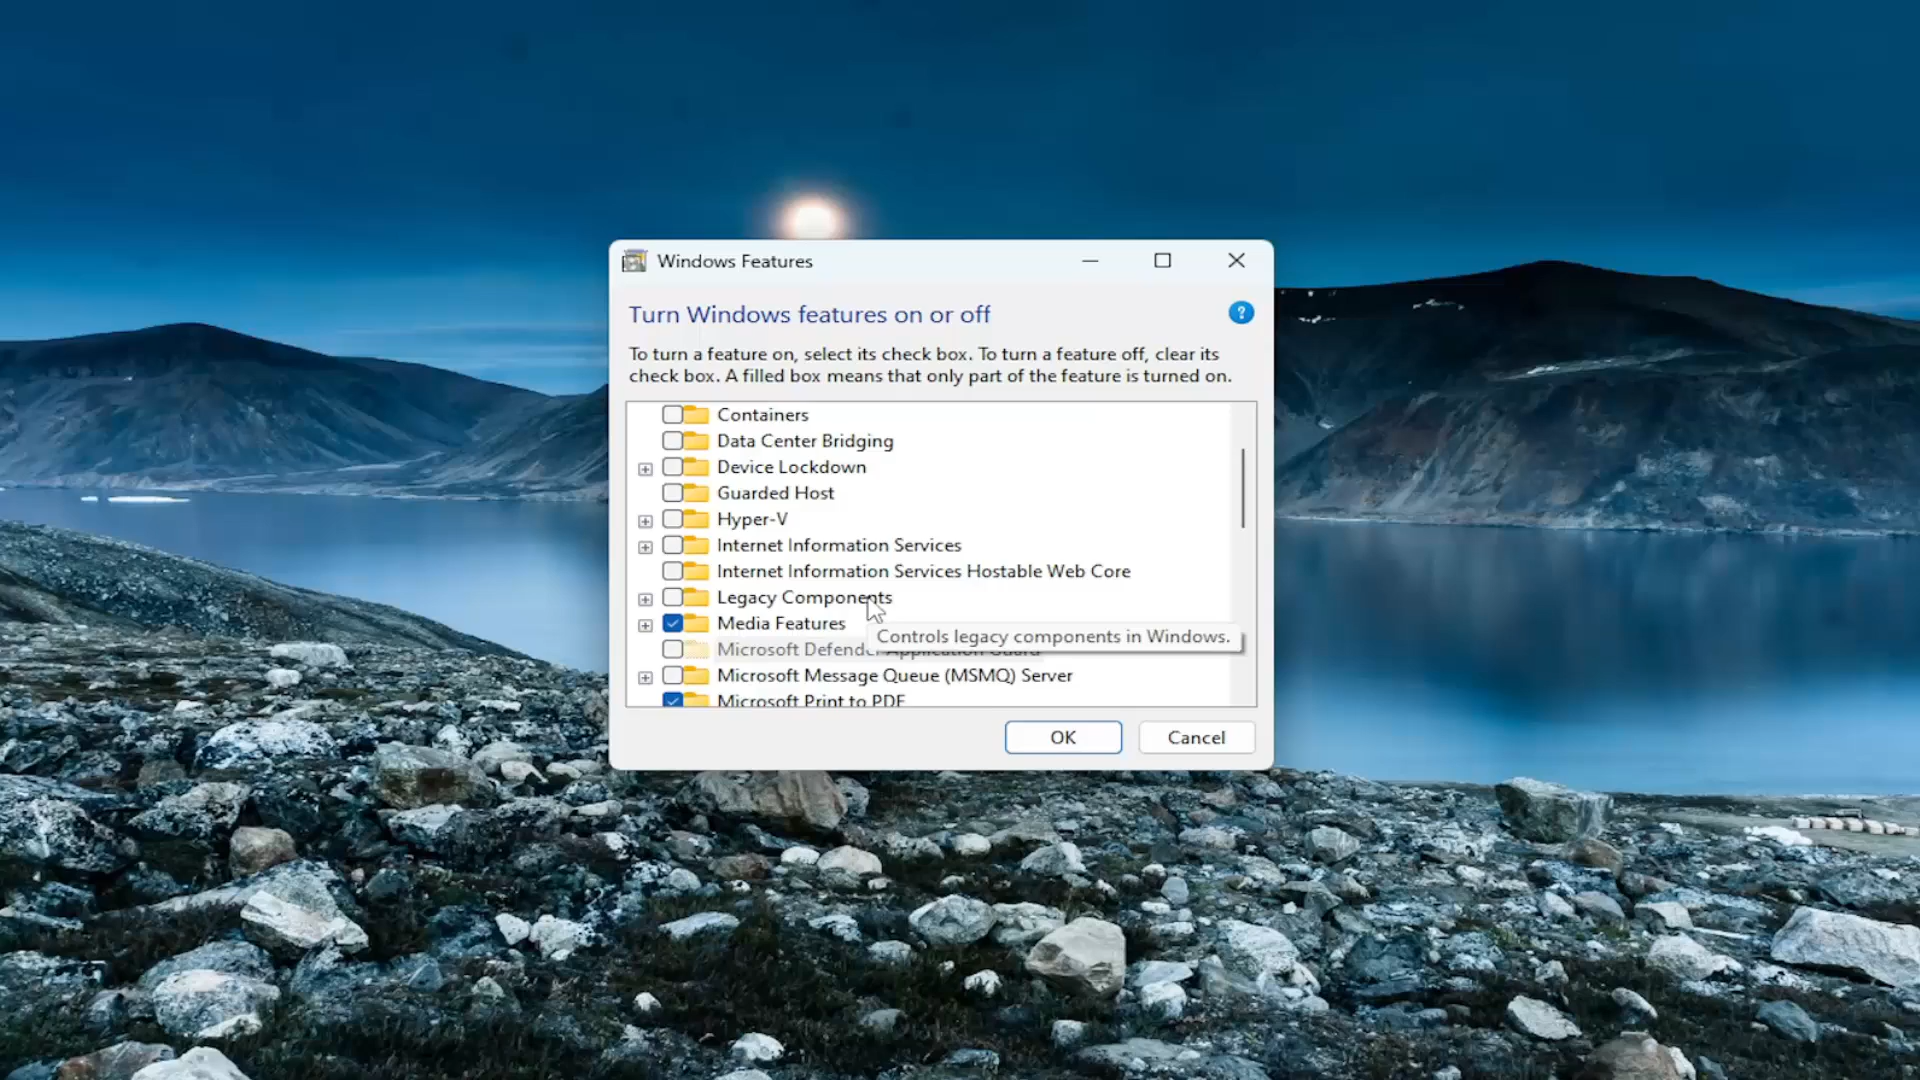 Windows Features
Turn Windows features on or off
?
To turn a feature on, select its check box. To turn a feature off, clear its
check box. A filled box means that only part of the feature is turned on.
Containers
Data Center Bridging
Device Lockdown
Guarded Host
Hyper-V
Internet Information Services
Internet Information Services Hostable Web Core
Legacy Components
Media Features
Controls legacy components in Windows.
Microsoft Defender Application Guard
Microsoft Message Queue (MSMQ) Server
Microsoft Print to PDF
OK
Cancel